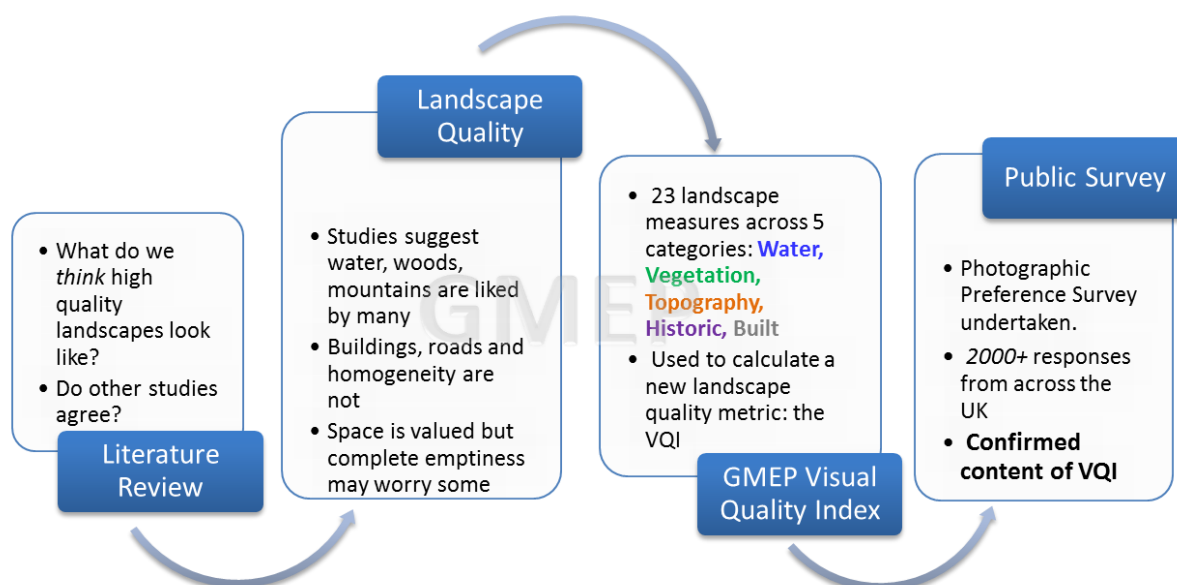 • What do we
think high
quality
landscapes look
like?
• Do other studies
agree?
Literature
Review
Landscape
Quality
• Studies suggest
water, woods,
mountains are liked
by many
• Buildings, roads and
homogeneity are
not
• Space is valued but
complete emptiness
may worry some
• 23 landscape
measures across 5
categories: Water,
Vegetation,
Topography,
Historic, Built
• Used to calculate a
new landscape
quality metric: the
VQI
GMEP Visual
Quality Index
Public Survey
• Photographic
Preference Survey
undertaken.
• 2000+ responses
from across the
UK
• Confirmed
content of VQI
GMEP